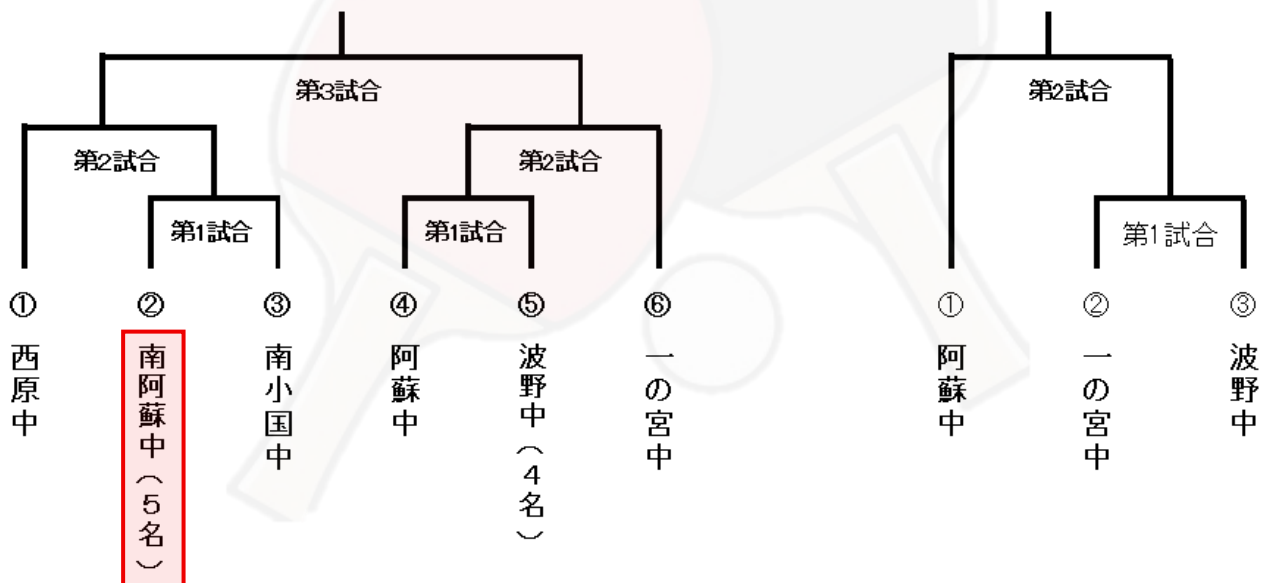 第3試合
第2試合
第2試合
第2試合
第1試合
第1試合
第1試合
① 西原中
② 南阿蘇中（5名）
③ 南小国中
④ 阿蘇中
⑤ 波野中（4名）
⑥ 一の宮中
① 阿蘇中
② 一の宮中
③ 波野中